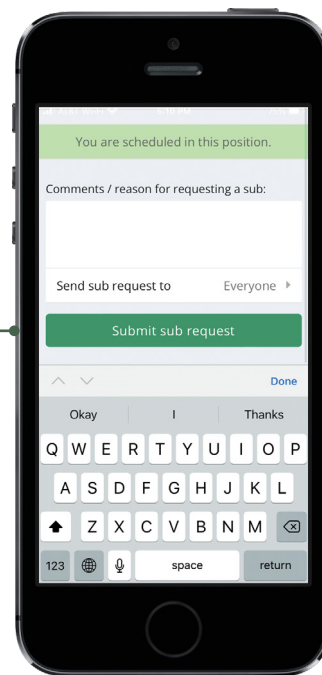 You are scheduled in this position.
Comments / reason for requesting a sub:
Send sub request to Everyone
Submit sub request
Done
Okay I Thanks
Q W E R T Y U I O P
A S D F G H J K L
Z X C V B N M
123 space return